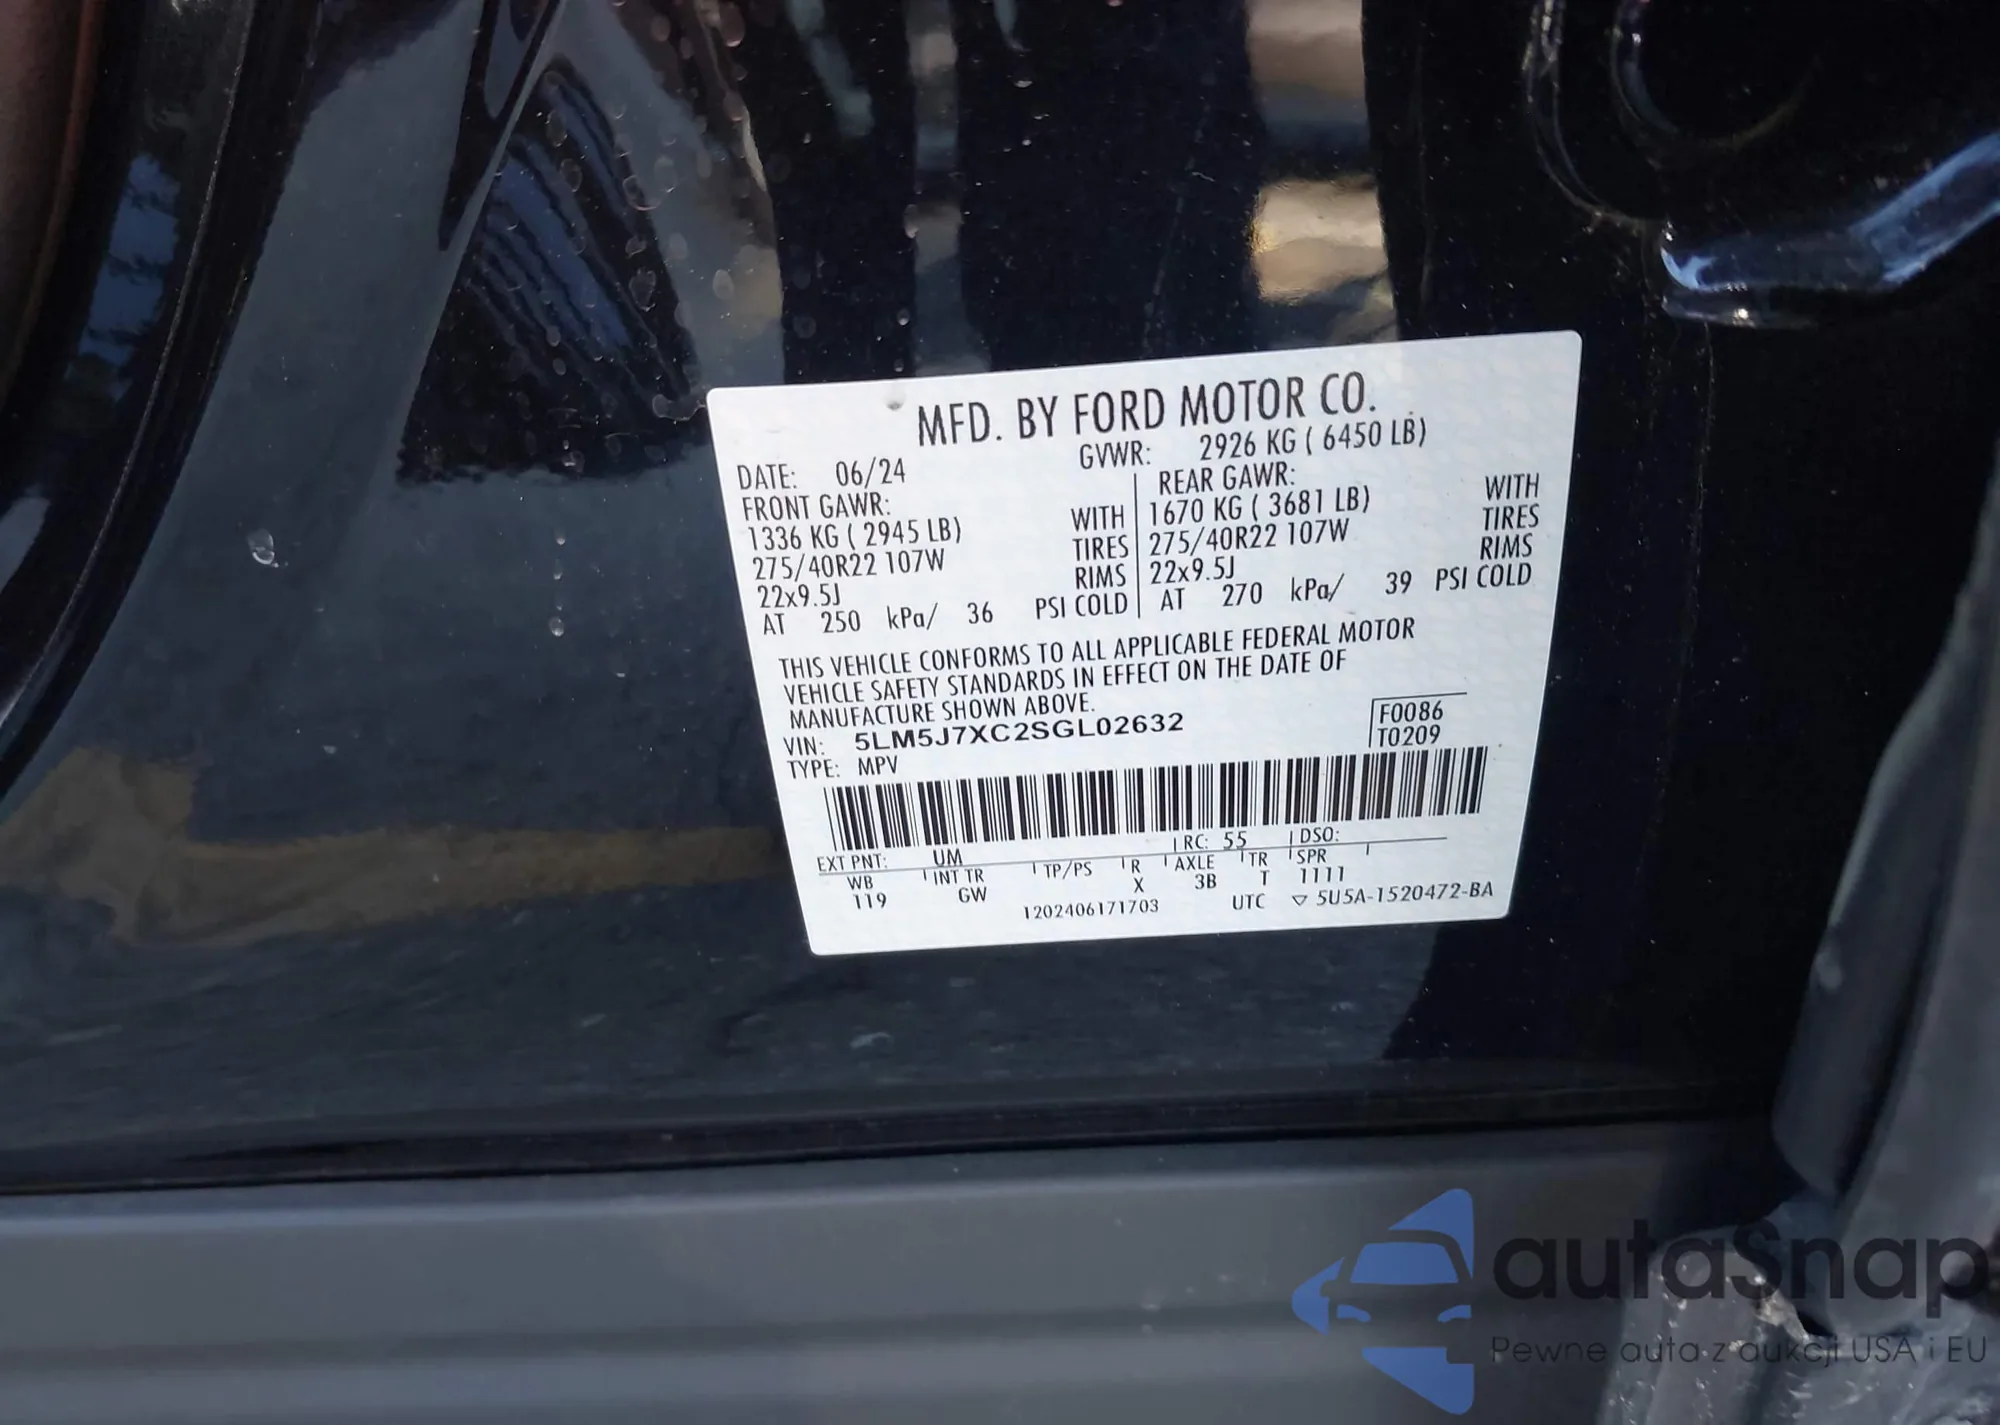 MFD. BY FORD MOTOR CO.
DATE: 06/24 GVWR: 2926 KG ( 6450 LB)
FRONT GAWR: REAR GAWR:
1336 KG ( 2945 LB) WITH 1670 KG ( 3681 LB) WITH
275/40R22 107W TIRES 275/40R22 107W TIRES
22x9.5J RIMS 22x9.5J RIMS
AT 250 kPa/ 36 PSI COLD AT 270 kPa/ 39 PSI COLD
THIS VEHICLE CONFORMS TO ALL APPLICABLE FEDERAL MOTOR
VEHICLE SAFETY STANDARDS IN EFFECT ON THE DATE OF
MANUFACTURE SHOWN ABOVE.
VIN: 5LM5J7XC2SGL02632 F0086
TYPE: MPV T0209
EXT PNT: UM RC: 55 DSO:
WB INT TR TP/PS R AXLE TR SPR
119 GW X 3B T 1111
1202406171703 UTC ▽ 5U5A-1520472-BA
autaSnap
Pewne auta z aukcji USA i EU